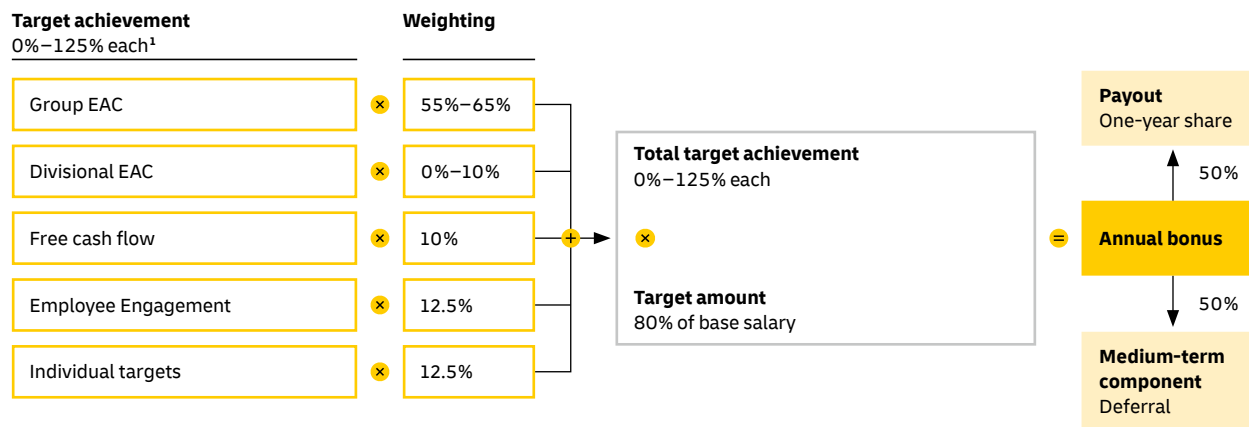 Target achievement
0%–125% each¹
Weighting
Group EAC
×
55%–65%
Divisional EAC
×
0%–10%
Free cash flow
×
10%
Employee Engagement
×
12.5%
Individual targets
×
12.5%
+
Total target achievement
0%–125% each
×
Target amount
80% of base salary
=
Payout
One-year share
50%
Annual bonus
50%
Medium-term
component
Deferral